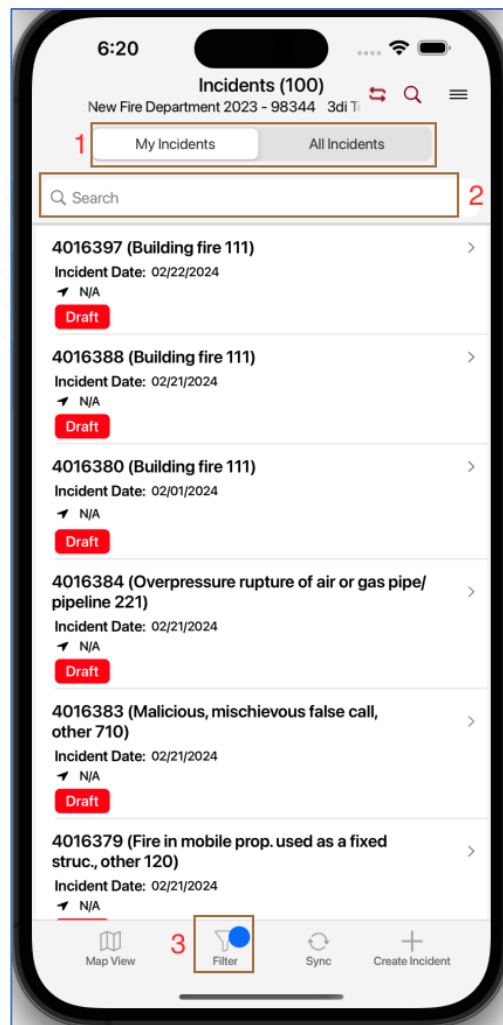 6:20
Incidents (100)
New Fire Department 2023 - 98344 3di T
1
My Incidents
All Incidents
Search
2
4016397 (Building fire 111)
Incident Date: 02/22/2024
N/A
Draft
4016388 (Building fire 111)
Incident Date: 02/21/2024
N/A
Draft
4016380 (Building fire 111)
Incident Date: 02/01/2024
N/A
Draft
4016384 (Overpressure rupture of air or gas pipe/
pipeline 221)
Incident Date: 02/21/2024
N/A
Draft
4016383 (Malicious, mischievous false call,
other 710)
Incident Date: 02/21/2024
N/A
Draft
4016379 (Fire in mobile prop. used as a fixed
struc., other 120)
Incident Date: 02/21/2024
N/A
Map View
3
Filter
Sync
Create Incident